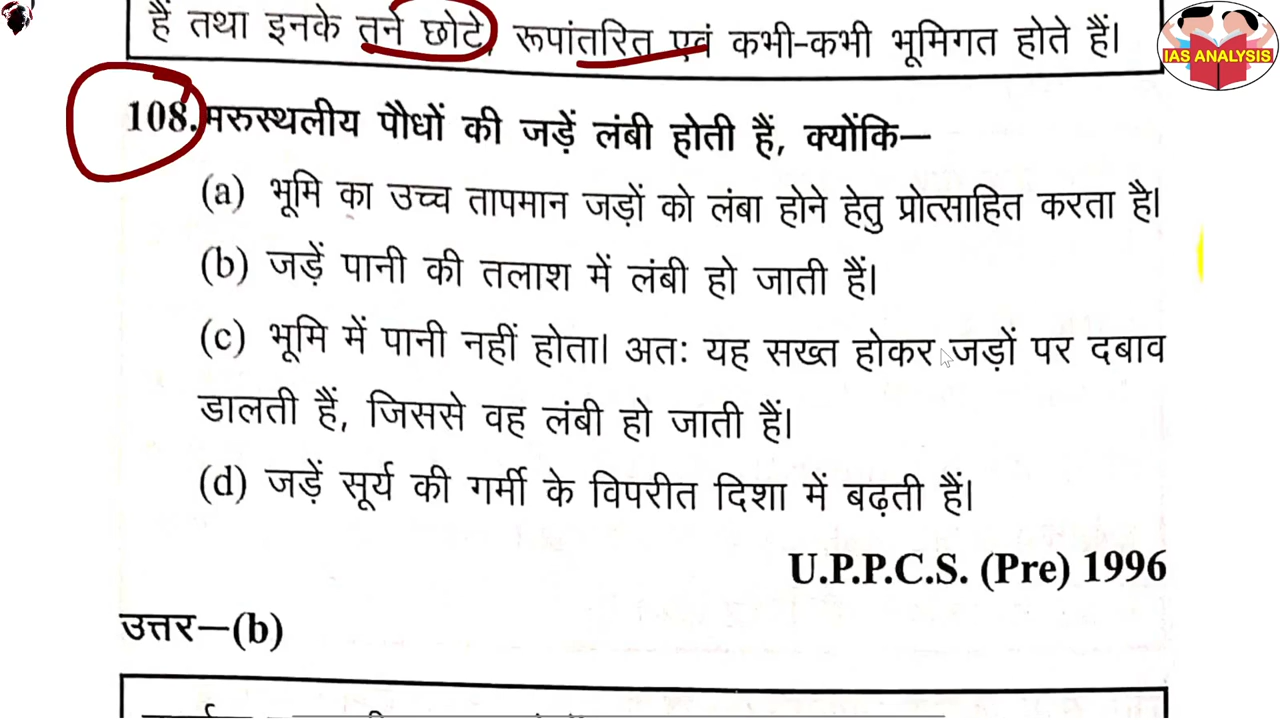 हैं तथा इनके तने छोटे, रूपांतरित एवं कभी-कभी भूमिगत होते हैं।
IAS ANALYSIS
108. मरुस्थलीय पौधों की जड़ें लंबी होती हैं, क्योंकि–
(a) भूमि का उच्च तापमान जड़ों को लंबा होने हेतु प्रोत्साहित करता है।
(b) जड़ें पानी की तलाश में लंबी हो जाती हैं।
(c) भूमि में पानी नहीं होता। अतः यह सख्त होकर जड़ों पर दबाव
डालती हैं, जिससे वह लंबी हो जाती हैं।
(d) जड़ें सूर्य की गर्मी के विपरीत दिशा में बढ़ती हैं।
U.P.P.C.S. (Pre) 1996
उत्तर–(b)